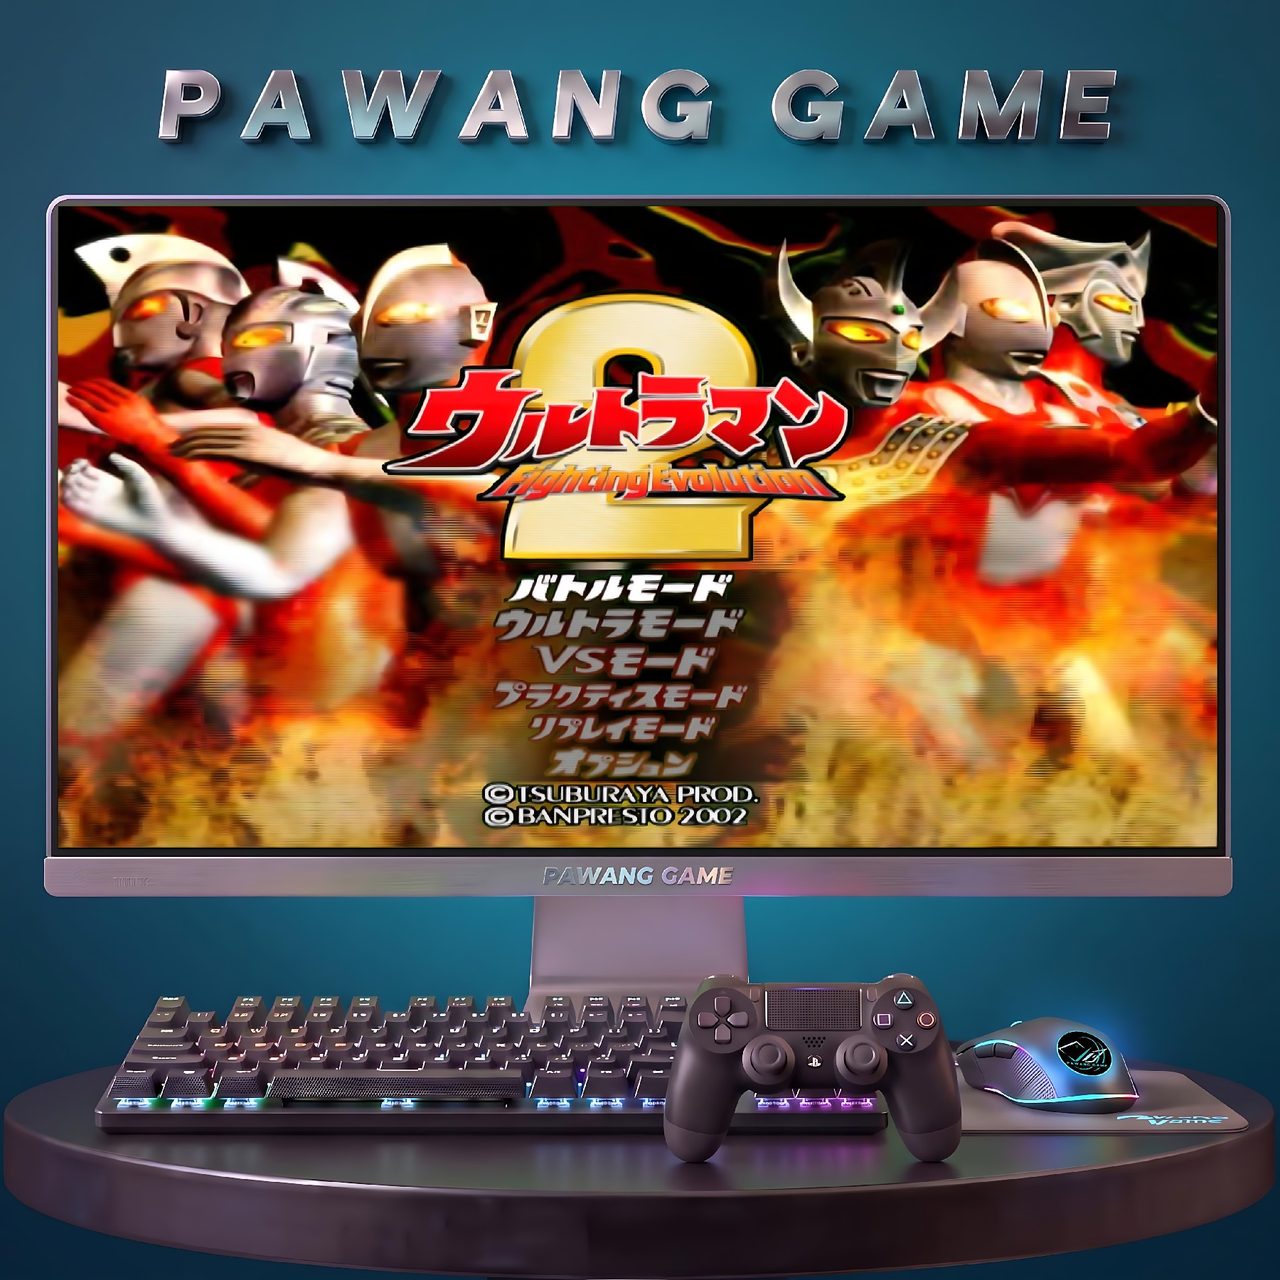 PAWANG GAME
2
ウルトラマン
Fighting Evolution
バトルモード
ウルトラモード
VSモード
プラクティスモード
リプレイモード
オプション
©TSUBURAYA PROD.
©BANPRESTO 2002
PAWANG GAME